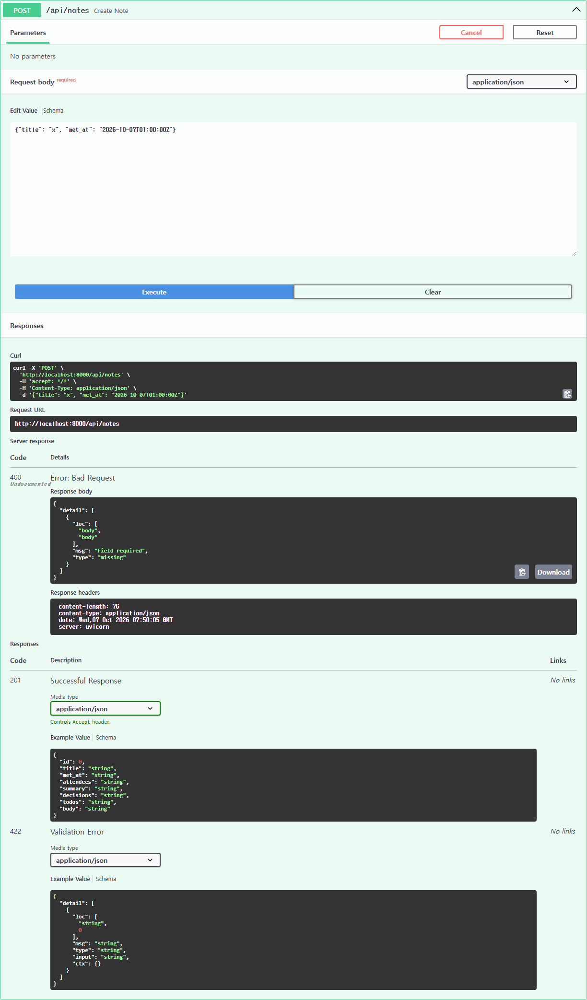 POST /api/notes Create Note
Parameters
Cancel
Reset
No parameters
Request body required
application/json
Edit Value
Schema
{"title": "x", "met_at": "2026-10-07T01:00:00Z"}
Execute
Clear
Responses
Curl
curl -X 'POST' \
'http://localhost:8000/api/notes' \
-H 'accept: */*' \
-H 'Content-Type: application/json' \
-d '{"title": "x", "met_at": "2026-10-07T01:00:00Z"}'
Request URL
http://localhost:8000/api/notes
Server response
Code
Details
400
Undocumented
Error: Bad Request
Response body
{
"detail": [
{
"loc": [
"body",
"body"
],
"msg": "Field required",
"type": "missing"
}
]
}
Download
Response headers
content-length: 76
content-type: application/json
date: Wed,07 Oct 2026 07:50:05 GMT
server: uvicorn
Responses
Code
Description
Links
201
Successful Response
No links
Media type
application/json
Controls Accept header.
Example Value
Schema
{
"id": 0,
"title": "string",
"met_at": "string",
"attendees": "string",
"summary": "string",
"decisions": "string",
"todos": "string",
"body": "string"
}
422
Validation Error
No links
Media type
application/json
Example Value
Schema
{
"detail": [
{
"loc": [
"string",
0
],
"msg": "string",
"type": "string",
"input": "string",
"ctx": {}
}
]
}